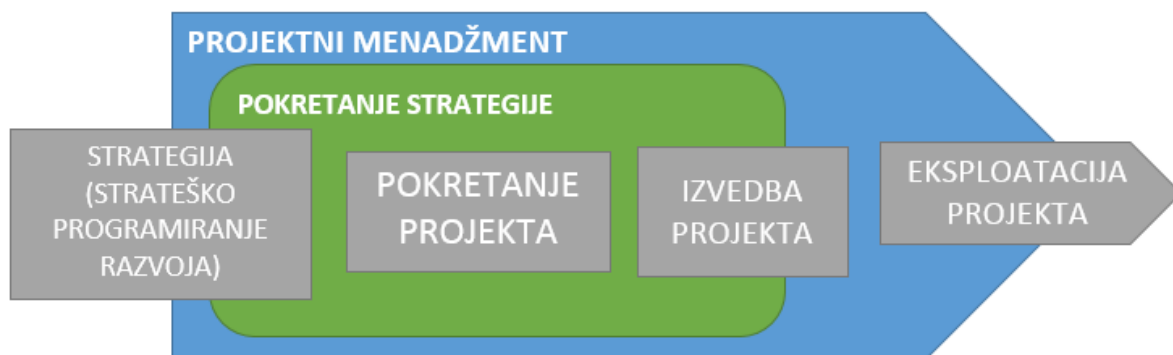 PROJEKTNI MENADŽMENT
POKRETANJE STRATEGIJE
STRATEGIJA
(STRATEŠKO
PROGRAMIRANJE
RAZVOJA)
POKRETANJE
PROJEKTA
IZVEDBA
PROJEKTA
EKSPLOATACIJA
PROJEKTA